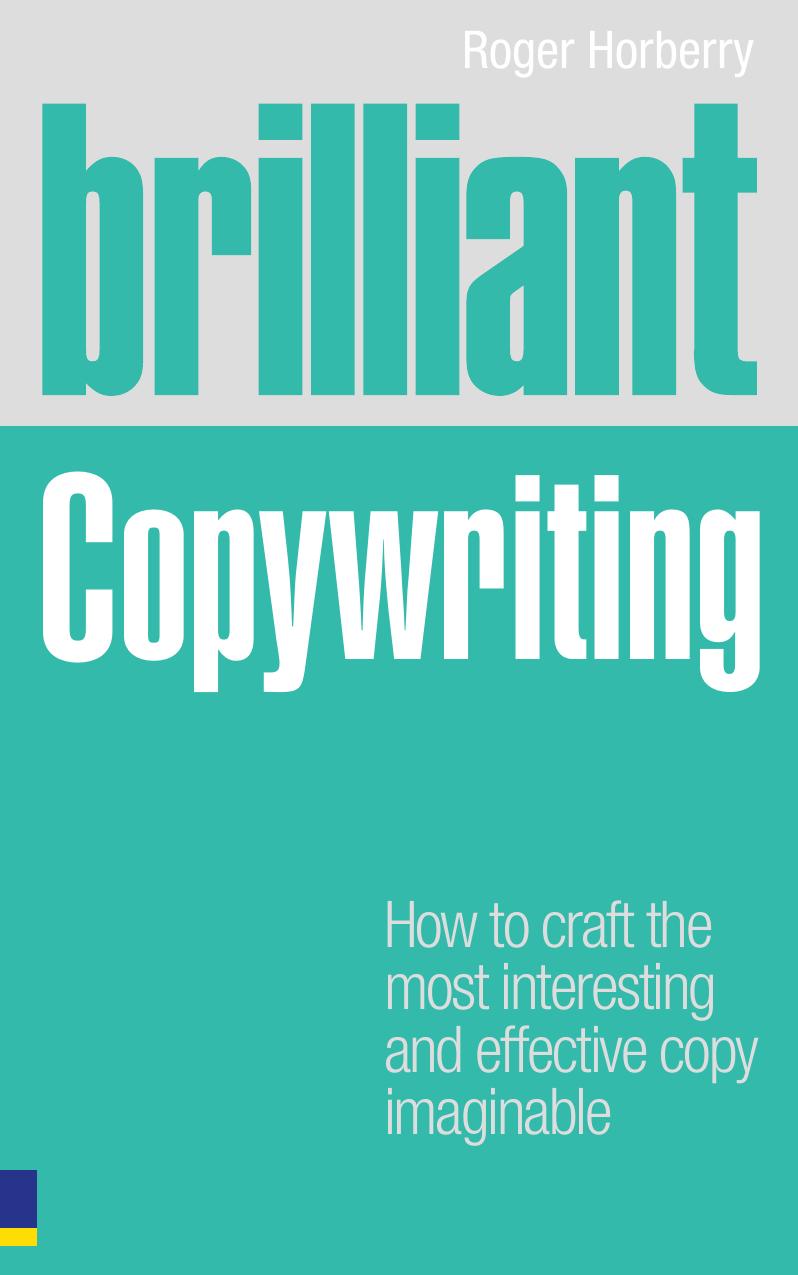 Roger Horberry
brilliant
Copywriting
How to craft the
most interesting
and effective copy
imaginable